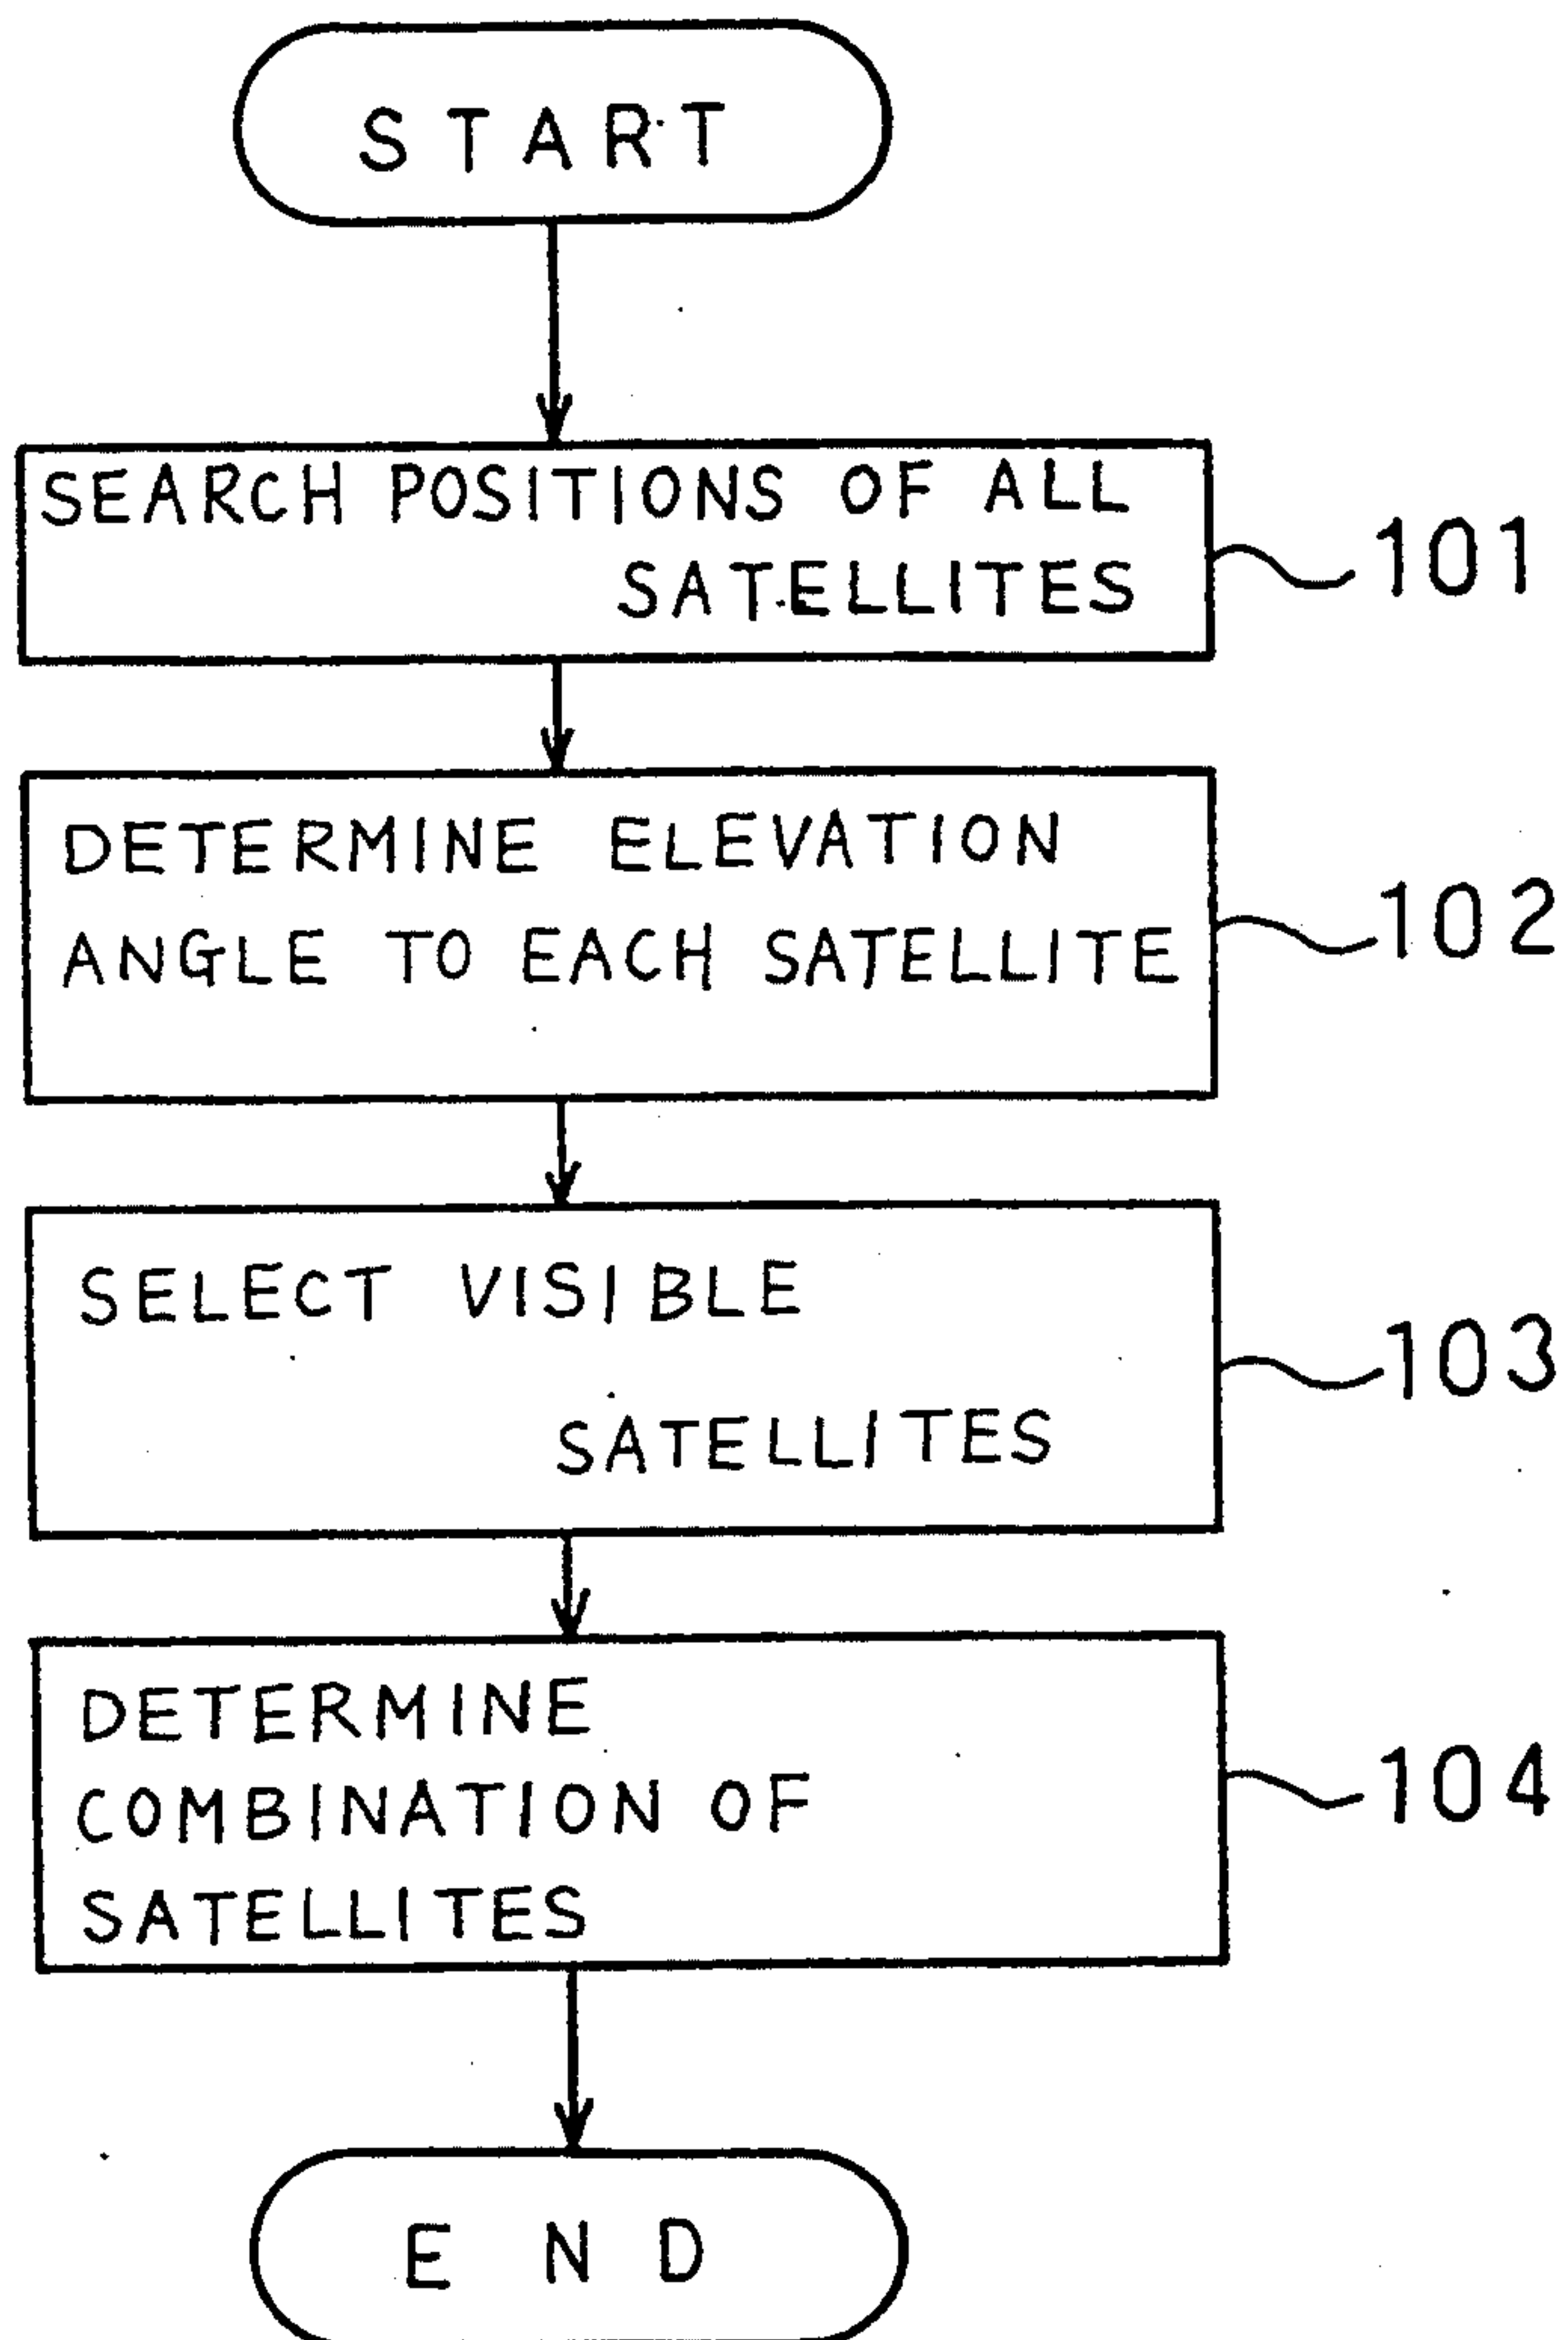 START
SEARCH POSITIONS OF ALL
SATELLITES
101
DETERMINE ELEVATION
ANGLE TO EACH SATELLITE
102
SELECT VISIBLE
SATELLITES
103
DETERMINE
COMBINATION OF
SATELLITES
104
END